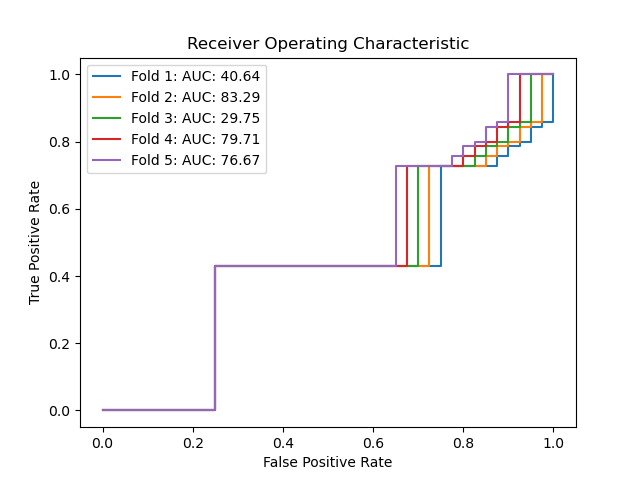 Receiver Operating Characteristic
1.0
0.8
0.6
0.4
0.2
0.0
True Positive Rate
Fold 1: AUC: 40.64
Fold 2: AUC: 83.29
Fold 3: AUC: 29.75
Fold 4: AUC: 79.71
Fold 5: AUC: 76.67
0.0 0.2 0.4 0.6 0.8 1.0
False Positive Rate